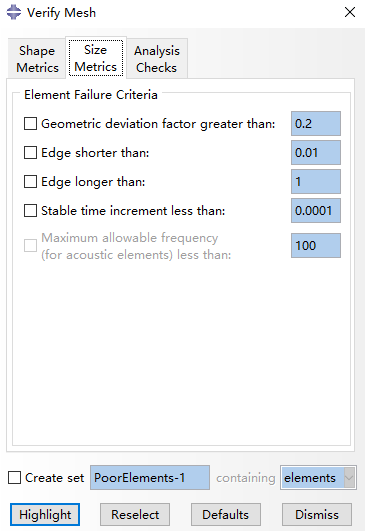 Verify Mesh
Shape Metrics
Size Metrics
Analysis Checks
Element Failure Criteria
Geometric deviation factor greater than: 0.2
Edge shorter than: 0.01
Edge longer than: 1
Stable time increment less than: 0.0001
Maximum allowable frequency
(for acoustic elements) less than: 100
Create set PoorElements-1 containing elements
Highlight Reselect Defaults Dismiss